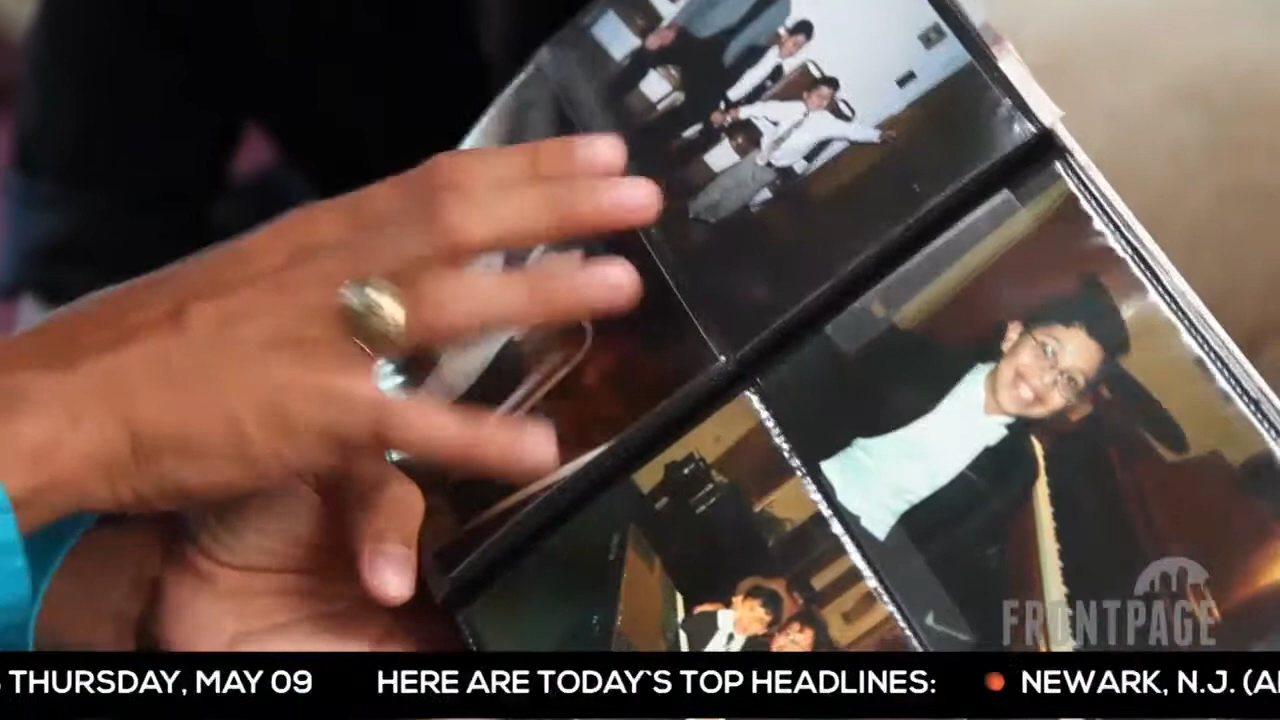 FRONTPAGE
THURSDAY, MAY 09 HERE ARE TODAY`S TOP HEADLINES: NEWARK, N.J. (A